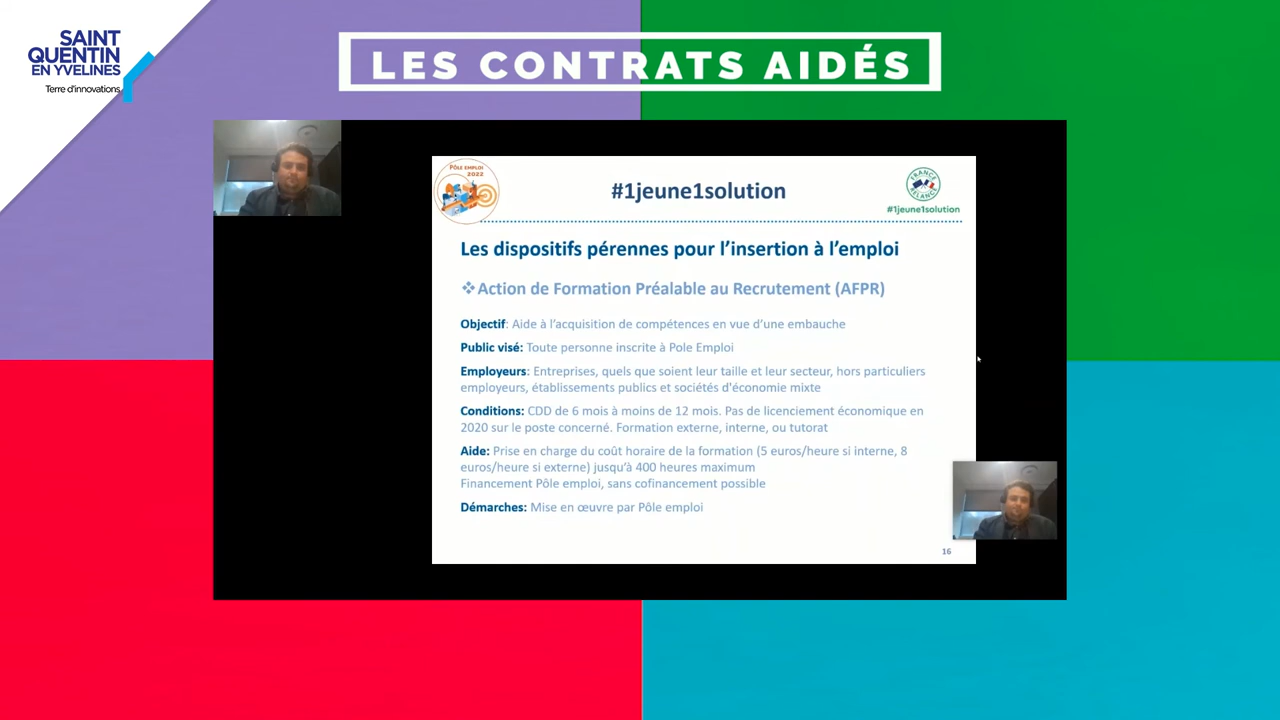 SAINT
QUENTIN
EN YVELINES
Terre d'innovations
LES CONTRATS AIDÉS
PÔLE EMPLOI
2022
#1jeune1solution
FRANCE
RELANCE
#1jeune1solution
Les dispositifs pérennes pour l'insertion à l'emploi
❖Action de Formation Préalable au Recrutement (AFPR)
Objectif: Aide à l'acquisition de compétences en vue d'une embauche
Public visé: Toute personne inscrite à Pole Emploi
Employeurs: Entreprises, quels que soient leur taille et leur secteur, hors particuliers
employeurs, établissements publics et sociétés d'économie mixte
Conditions: CDD de 6 mois à moins de 12 mois. Pas de licenciement économique en
2020 sur le poste concerné. Formation externe, interne, ou tutorat
Aide: Prise en charge du coût horaire de la formation (5 euros/heure si interne, 8
euros/heure si externe) jusqu'à 400 heures maximum
Financement Pôle emploi, sans cofinancement possible
Démarches: Mise en œuvre par Pôle emploi
16